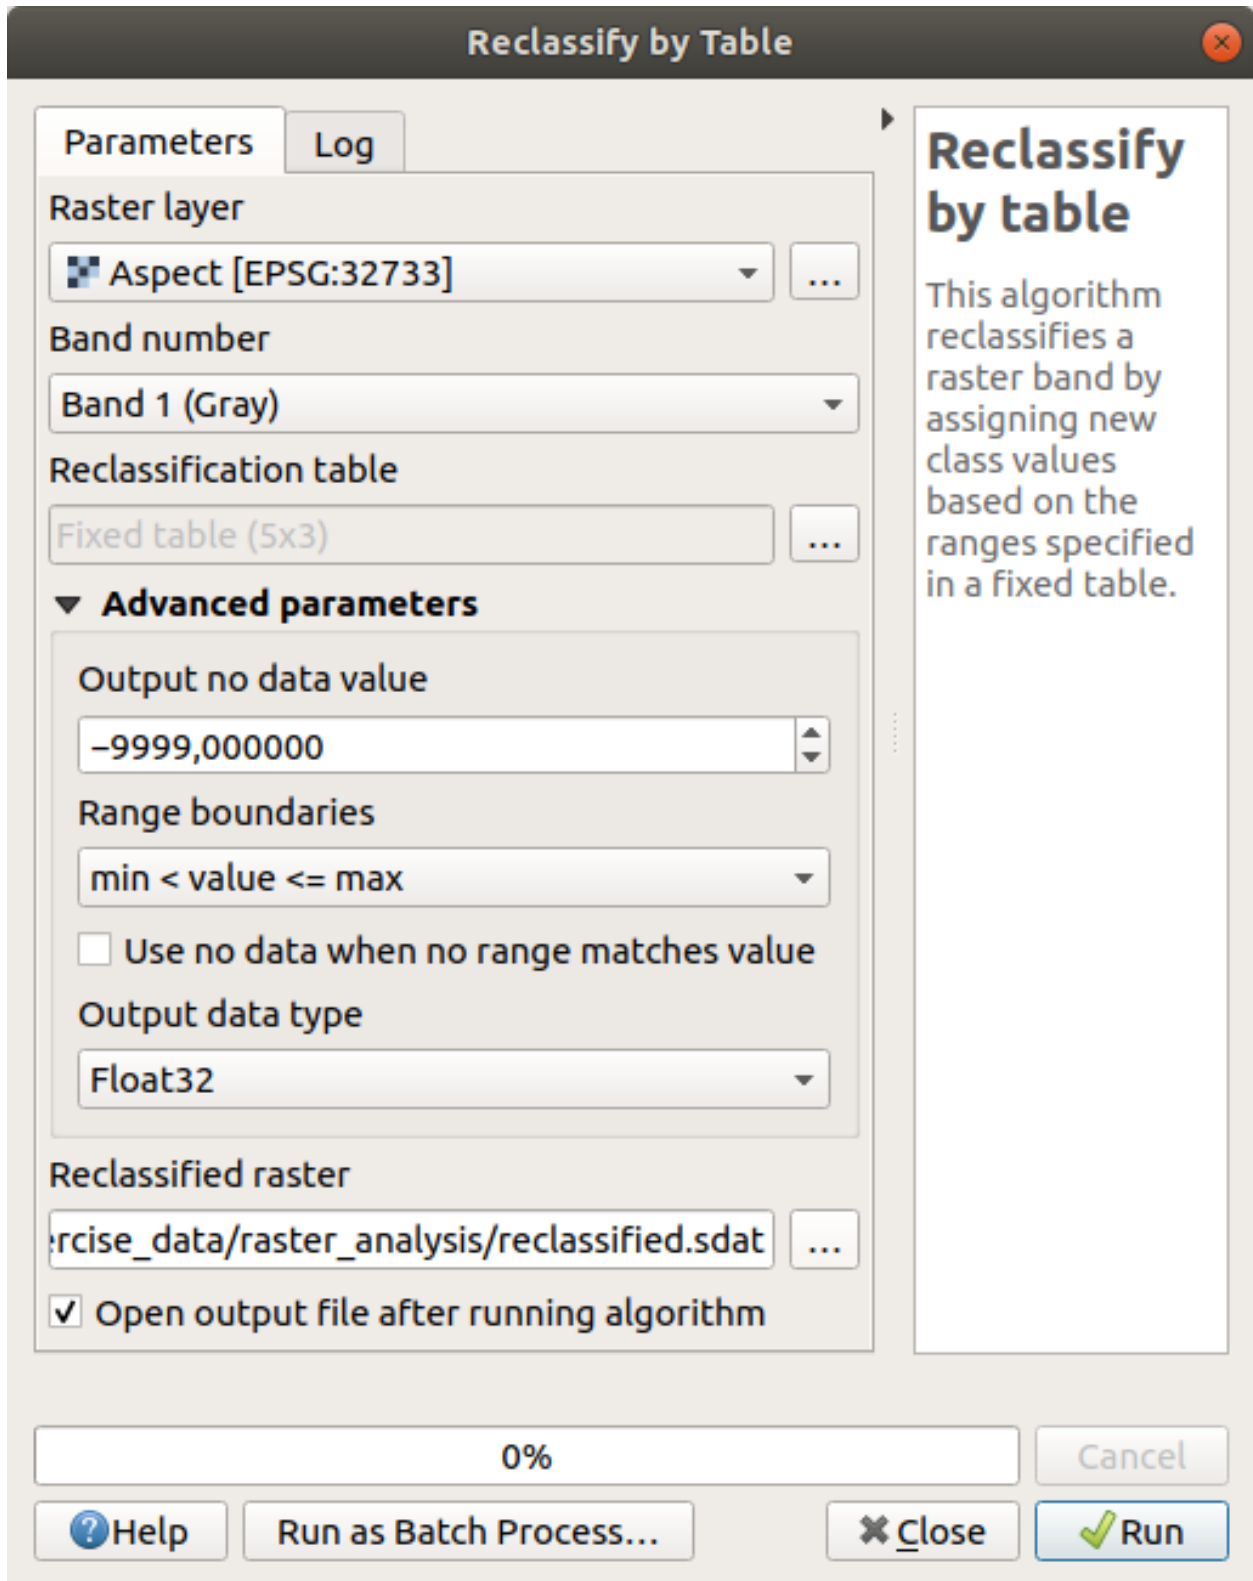 Reclassify by Table
Parameters
Log
Raster layer
Aspect [EPSG:32733]
...
Band number
Band 1 (Gray)
Reclassification table
Fixed table (5x3)
...
Advanced parameters
Output no data value
−9999,000000
Range boundaries
min < value <= max
Use no data when no range matches value
Output data type
Float32
Reclassified raster
rcise_data/raster_analysis/reclassified.sdat
...
Open output file after running algorithm
Reclassify
by table
This algorithm
reclassifies a
raster band by
assigning new
class values
based on the
ranges specified
in a fixed table.
0%
Cancel
Help
Run as Batch Process...
Close
Run